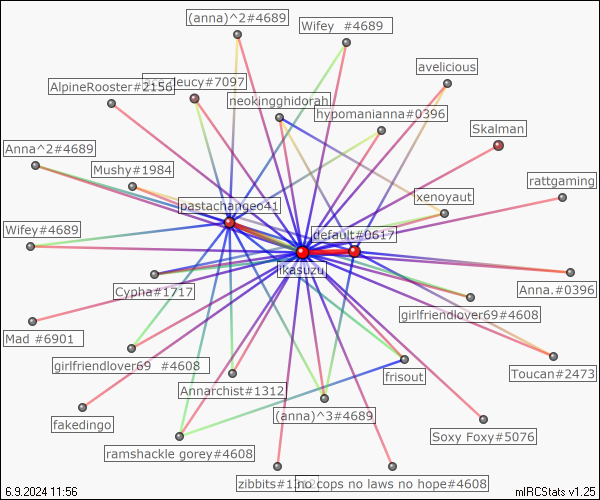 (anna)^2#4689
Wifey  #4689
avelicious
AlpineRooster#2156
deucy#7097
neokingghidorah
hypomanianna#0396
Skalman
Anna^2#4689
Mushy#1984
rattgaming
xenoyaut
pastachangeo41
Wifey#4689
default#0617
ikasuzu
Cypha#1717
Anna.#0396
girlfriendlover69#4608
Mad #6901
girlfriendlover69  #4608
Toucan#2473
frisout
Annarchist#1312
(anna)^3#4689
fakedingo
Soxy Foxy#5076
ramshackle gorey#4608
zibbits#1312
no cops no laws no hope#4608
6.9.2024 11:56
mIRCStats v1.25